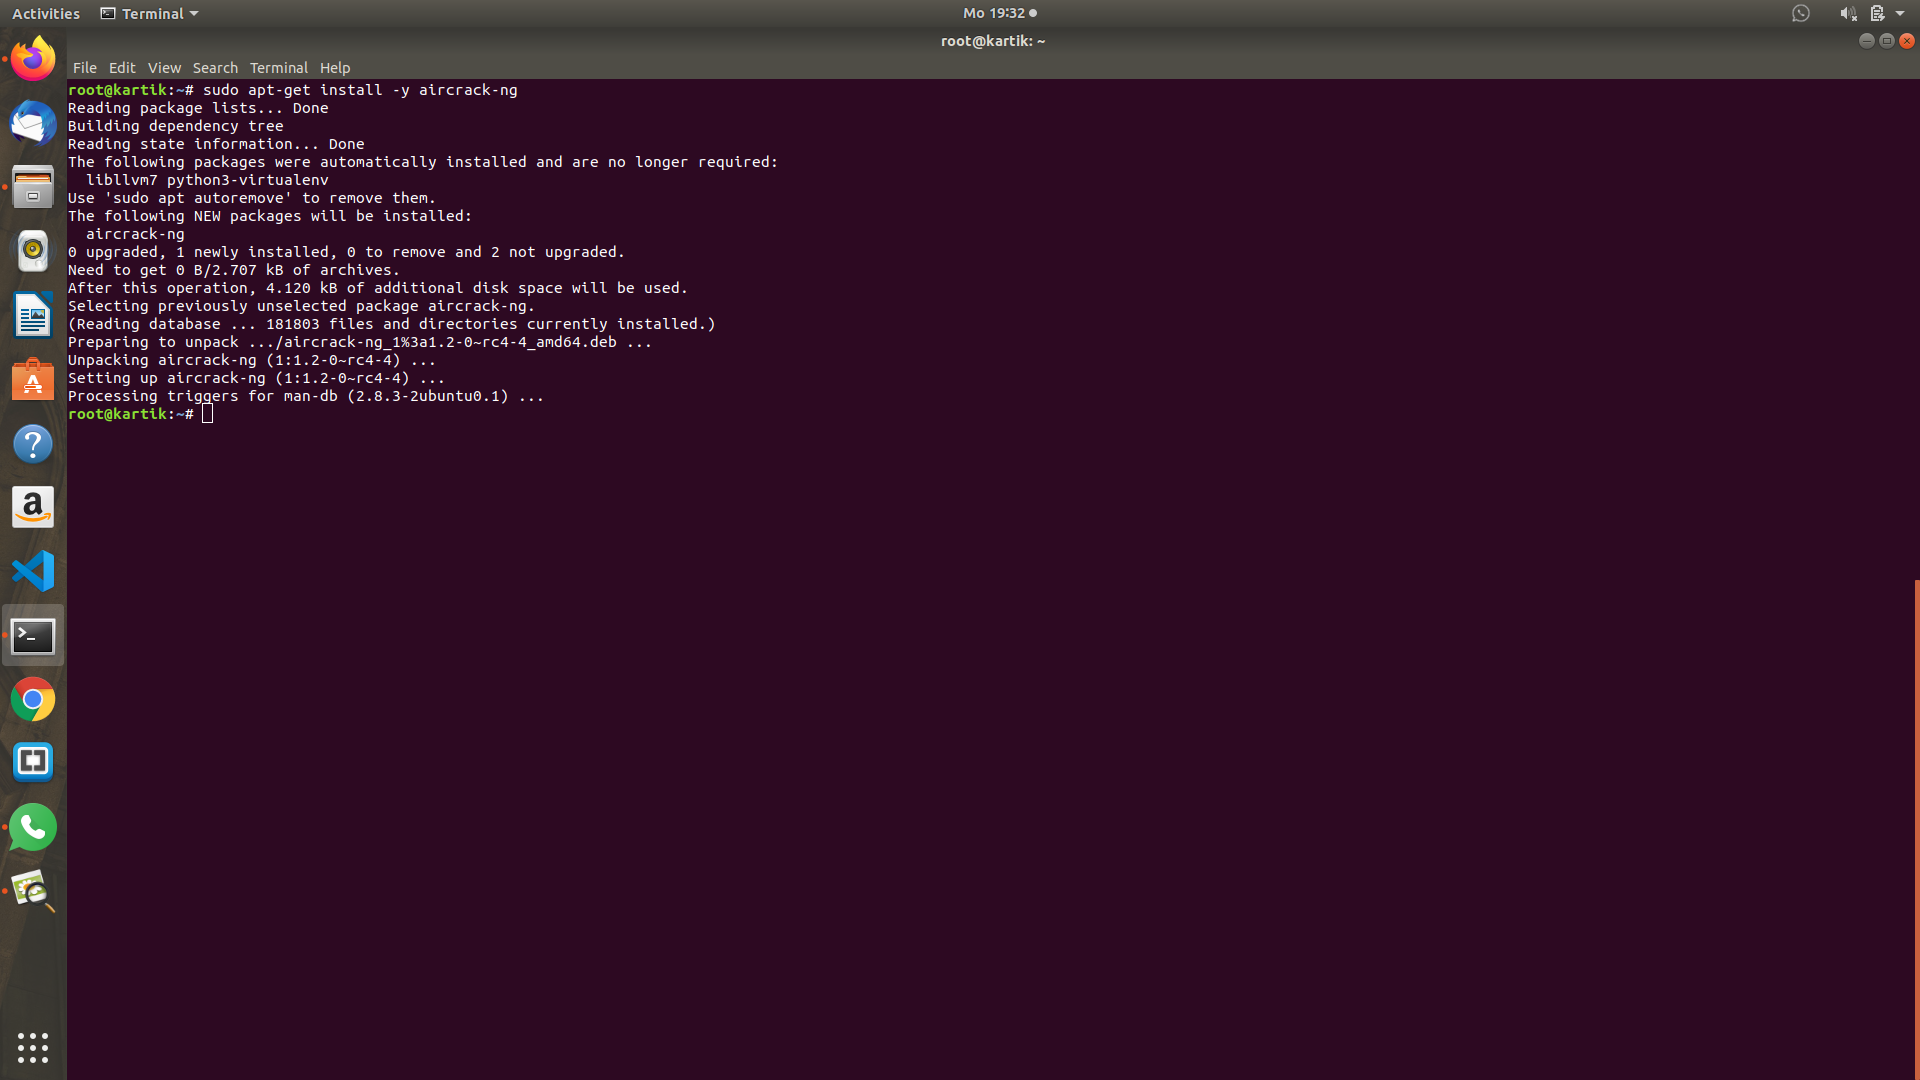 Activities Terminal Mo 19:32
root@kartik: ~
File Edit View Search Terminal Help
root@kartik:~# sudo apt-get install -y aircrack-ng
Reading package lists... Done
Building dependency tree
Reading state information... Done
The following packages were automatically installed and are no longer required:
  libllvm7 python3-virtualenv
Use 'sudo apt autoremove' to remove them.
The following NEW packages will be installed:
  aircrack-ng
0 upgraded, 1 newly installed, 0 to remove and 2 not upgraded.
Need to get 0 B/2.707 kB of archives.
After this operation, 4.120 kB of additional disk space will be used.
Selecting previously unselected package aircrack-ng.
(Reading database ... 181803 files and directories currently installed.)
Preparing to unpack .../aircrack-ng_1%3a1.2-0~rc4-4_amd64.deb ...
Unpacking aircrack-ng (1:1.2-0~rc4-4) ...
Setting up aircrack-ng (1:1.2-0~rc4-4) ...
Processing triggers for man-db (2.8.3-2ubuntu0.1) ...
root@kartik:~#